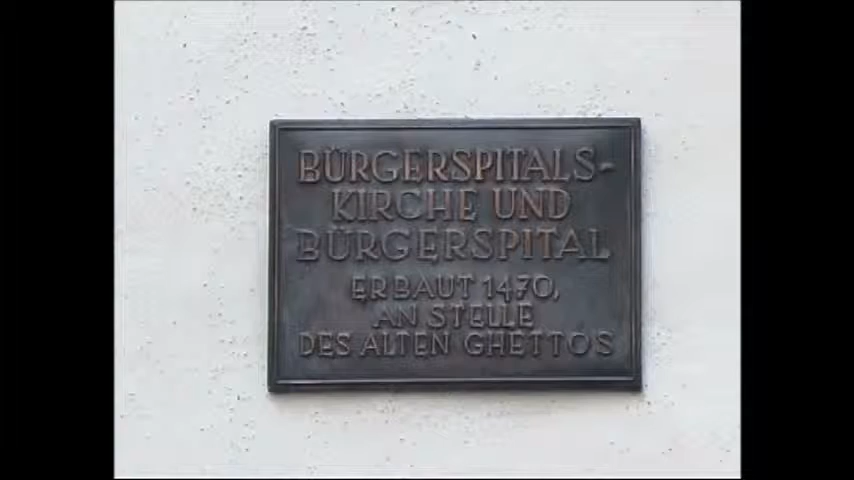 BÜRGERSPITALS-
KIRCHE UND
BÜRGERSPITAL
ERBAUT 1470,
AN STELLE
DES ALTEN GHETTOS